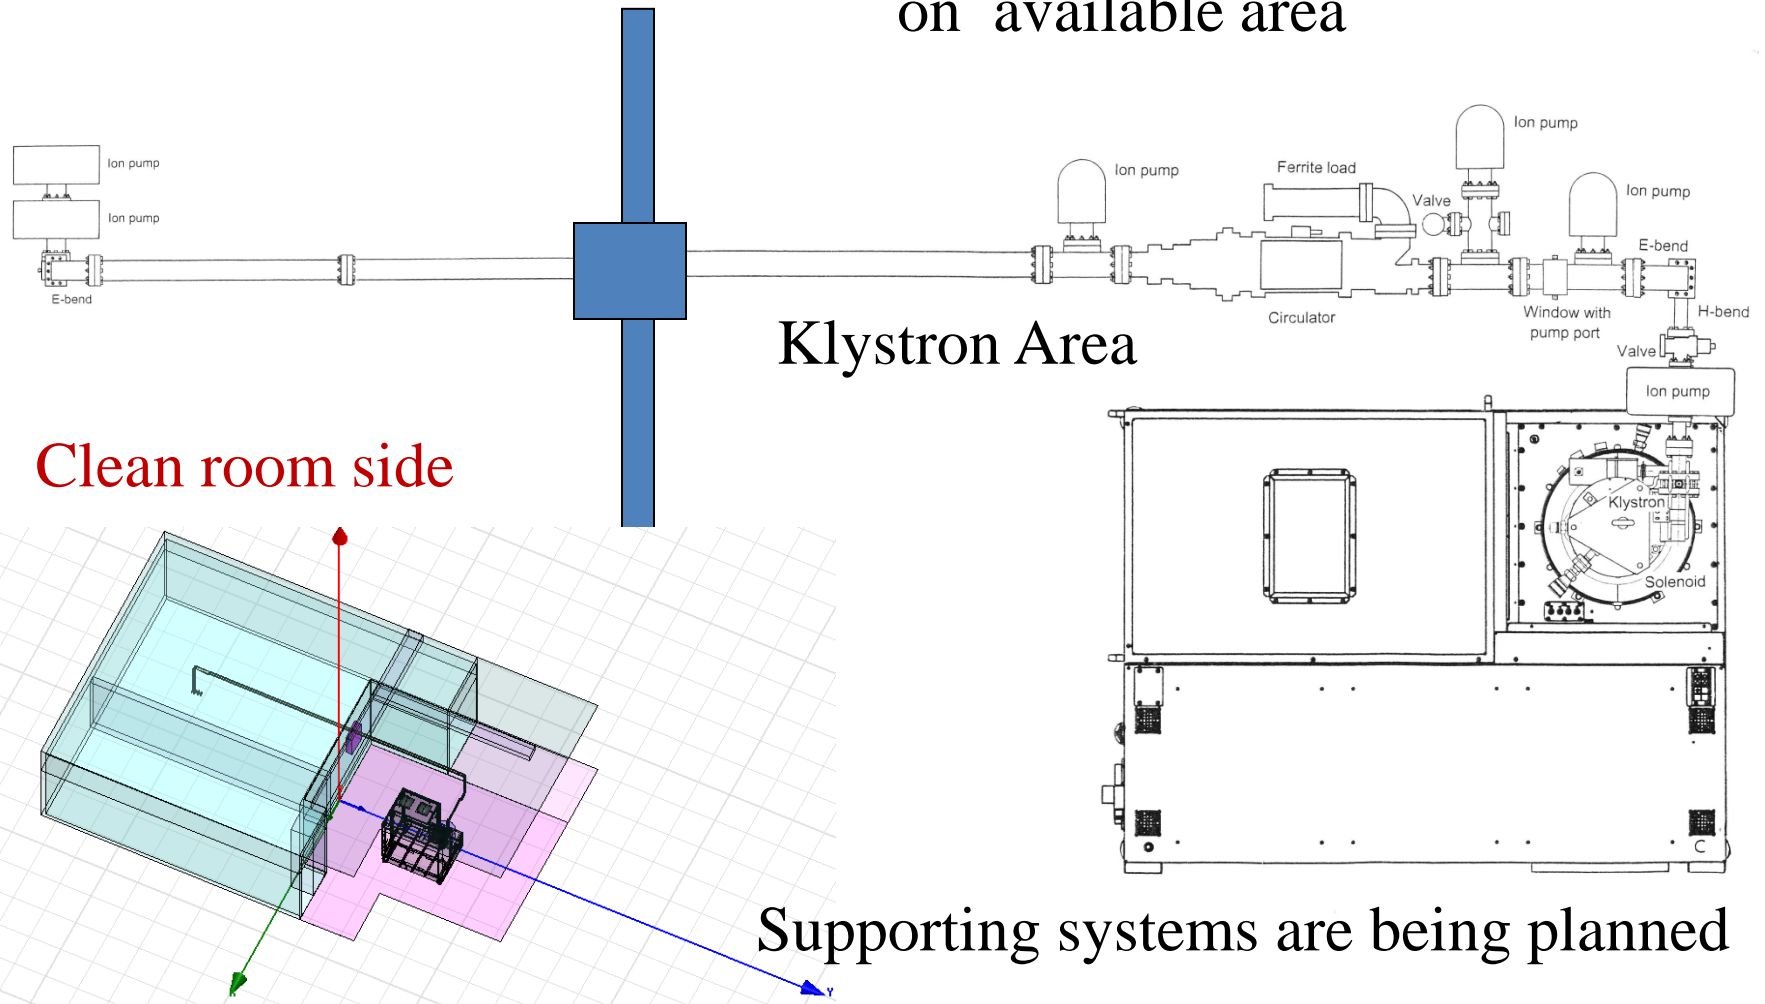 on available area
Ion pump
Ion pump
E-bend
Ion pump
Ferrite load
Valve
Ion pump
Ion pump
E-bend
Circulator
Window with
pump port
H-bend
Valve
Ion pump
Klystron Area
Clean room side
Klystron
Solenoid
C
Supporting systems are being planned
Y